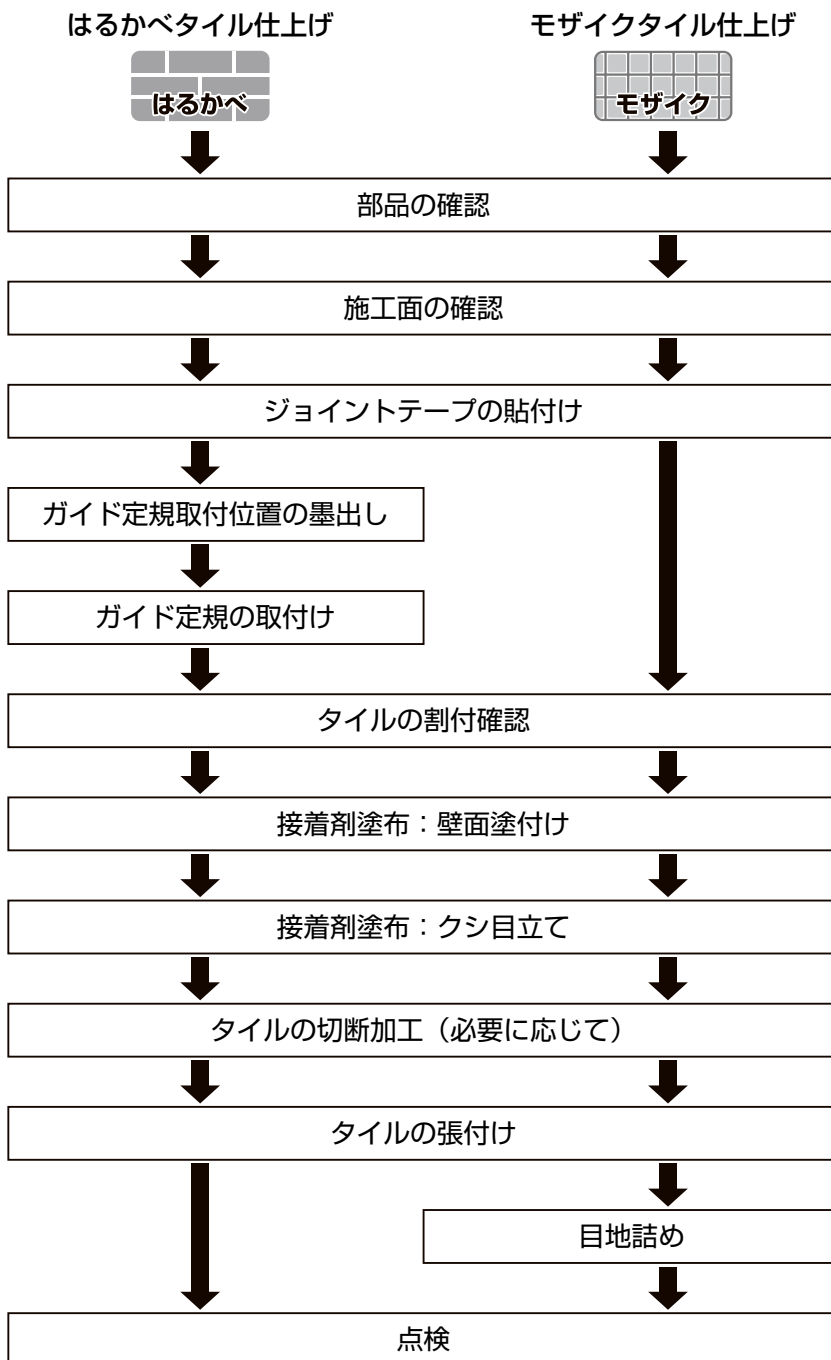 はるかべタイル仕上げ
モザイクタイル仕上げ
はるかべ
モザイク
部品の確認
施工面の確認
ジョイントテープの貼付け
ガイド定規取付位置の墨出し
ガイド定規の取付け
タイルの割付確認
接着剤塗布：壁面塗付け
接着剤塗布：クシ目立て
タイルの切断加工（必要に応じて）
タイルの張付け
目地詰め
点検